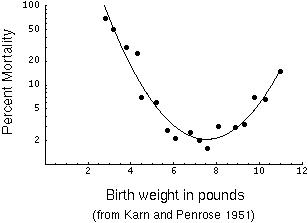 100
50
20
10
5
2
Percent Mortality
2 4 6 8 10 12
Birth weight in pounds
(from Karn and Penrose 1951)